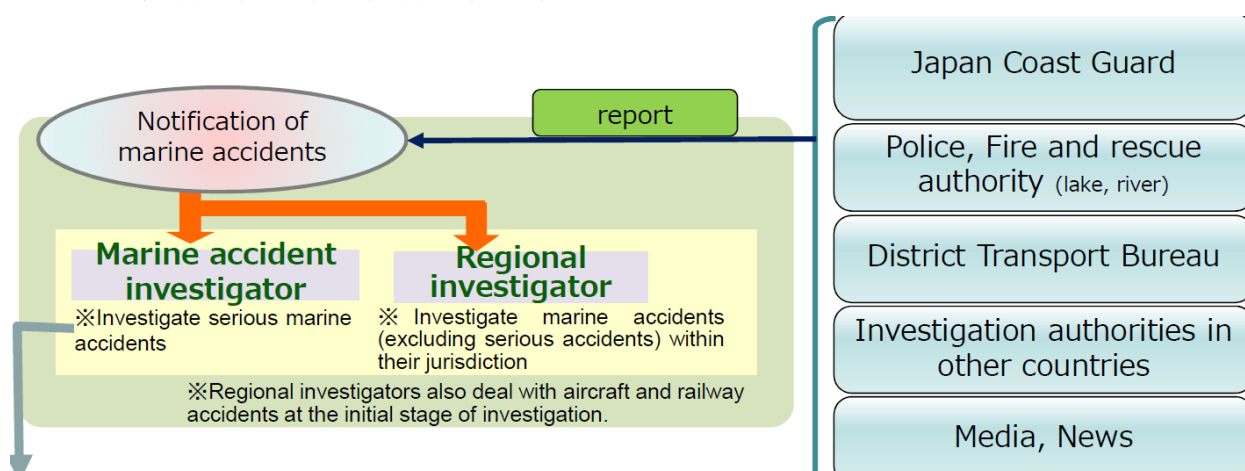 Notification of
marine accidents
report
Marine accident
investigator
※Investigate serious marine
accidents
Regional
investigator
※ Investigate marine accidents
(excluding serious accidents) within
their jurisdiction
※Regional investigators also deal with aircraft and railway
accidents at the initial stage of investigation.
Japan Coast Guard
Police, Fire and rescue
authority (lake, river)
District Transport Bureau
Investigation authorities in
other countries
Media, News